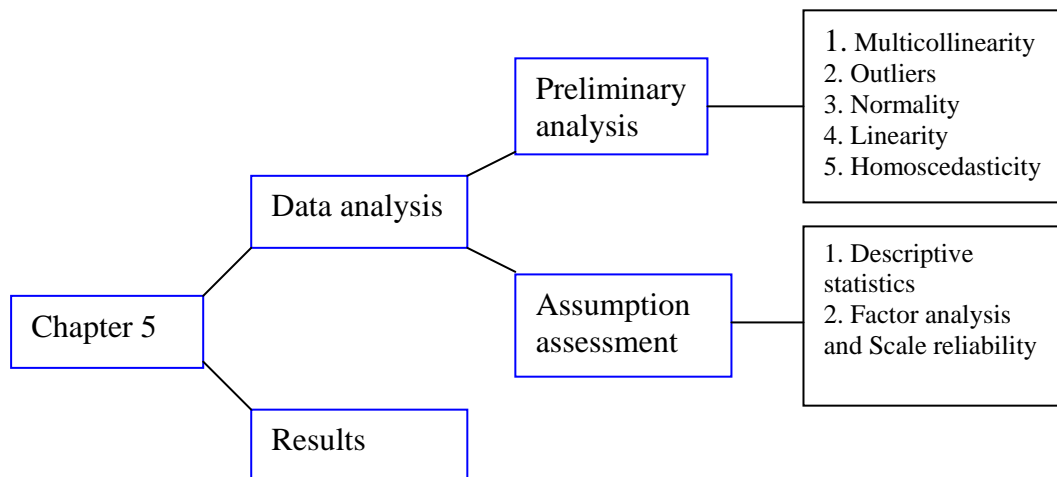 Chapter 5
Data analysis
Results
Preliminary
analysis
Assumption
assessment
1. Multicollinearity
2. Outliers
3. Normality
4. Linearity
5. Homoscedasticity
1. Descriptive
statistics
2. Factor analysis
and Scale reliability